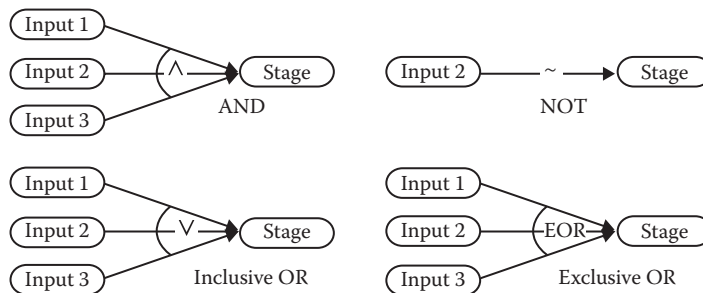 Input 1
Input 2
Input 3
∧
Stage
AND
Input 2
~
Stage
NOT
Input 1
Input 2
Input 3
∨
Stage
Inclusive OR
Input 1
Input 2
Input 3
EOR
Stage
Exclusive OR